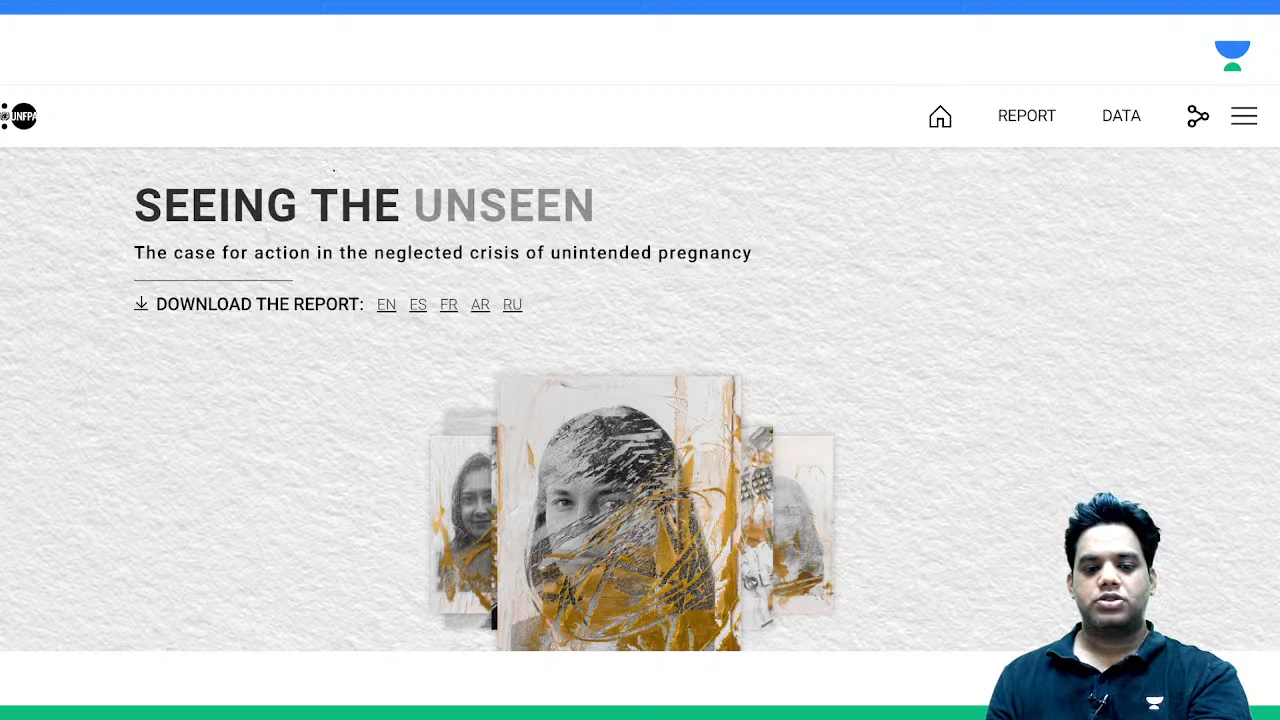 UNFPA
REPORT
DATA
SEEING THE UNSEEN
The case for action in the neglected crisis of unintended pregnancy
DOWNLOAD THE REPORT: EN ES FR AR RU